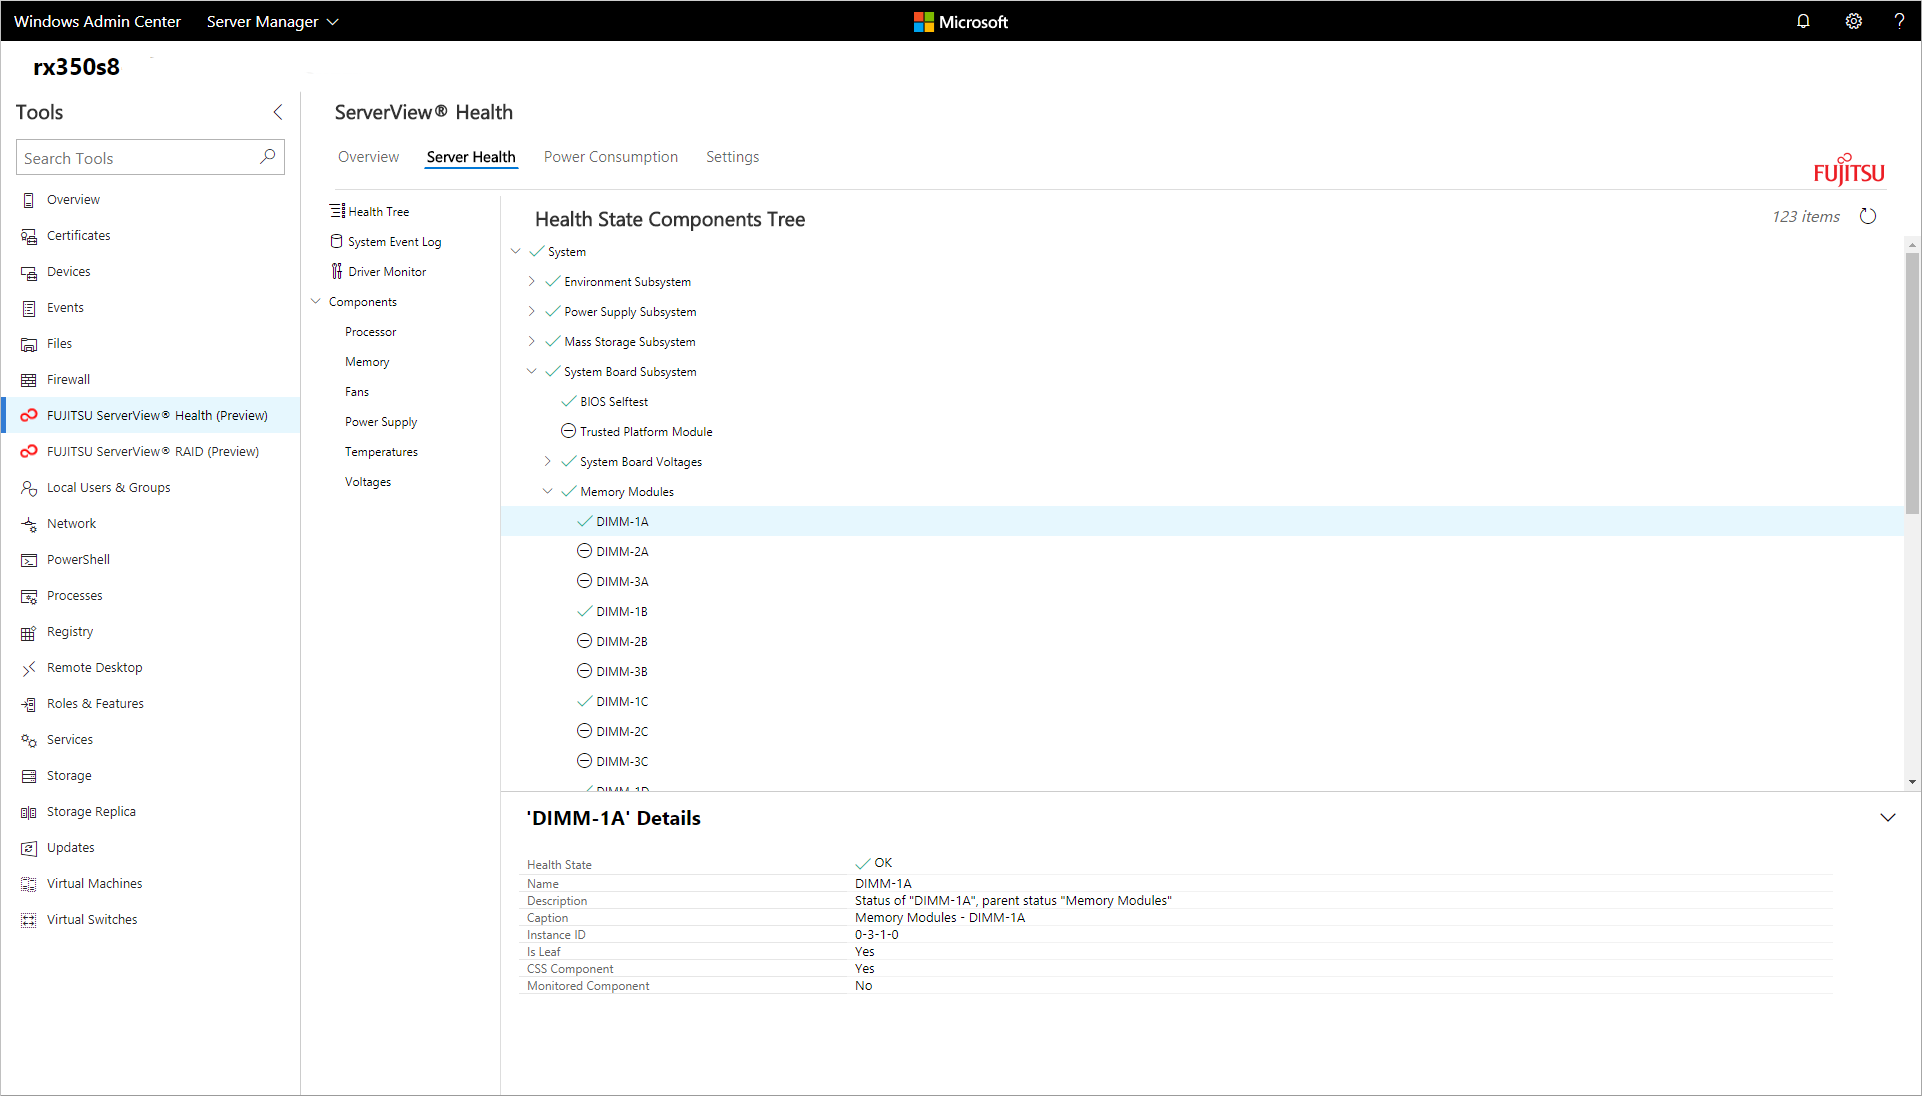 Windows Admin Center Server Manager
Microsoft
?
rx350s8
Tools
Search Tools
Overview
Certificates
Devices
Events
Files
Firewall
FUJITSU ServerView® Health (Preview)
FUJITSU ServerView® RAID (Preview)
Local Users & Groups
Network
PowerShell
Processes
Registry
Remote Desktop
Roles & Features
Services
Storage
Storage Replica
Updates
Virtual Machines
Virtual Switches
ServerView® Health
Overview Server Health Power Consumption Settings
FUJITSU
Health Tree
System Event Log
Driver Monitor
Components
Processor
Memory
Fans
Power Supply
Temperatures
Voltages
Health State Components Tree
123 items
System
Environment Subsystem
Power Supply Subsystem
Mass Storage Subsystem
System Board Subsystem
BIOS Selftest
Trusted Platform Module
System Board Voltages
Memory Modules
DIMM-1A
DIMM-2A
DIMM-3A
DIMM-1B
DIMM-2B
DIMM-3B
DIMM-1C
DIMM-2C
DIMM-3C
DIMM-1D
'DIMM-1A' Details
Health State OK
Name DIMM-1A
Description Status of "DIMM-1A", parent status "Memory Modules"
Caption Memory Modules - DIMM-1A
Instance ID 0-3-1-0
Is Leaf Yes
CSS Component Yes
Monitored Component No